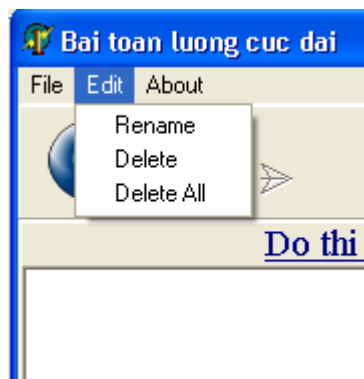 Bai toan luong cuc dai
File Edit About
Rename
Delete
Delete All
Do thi